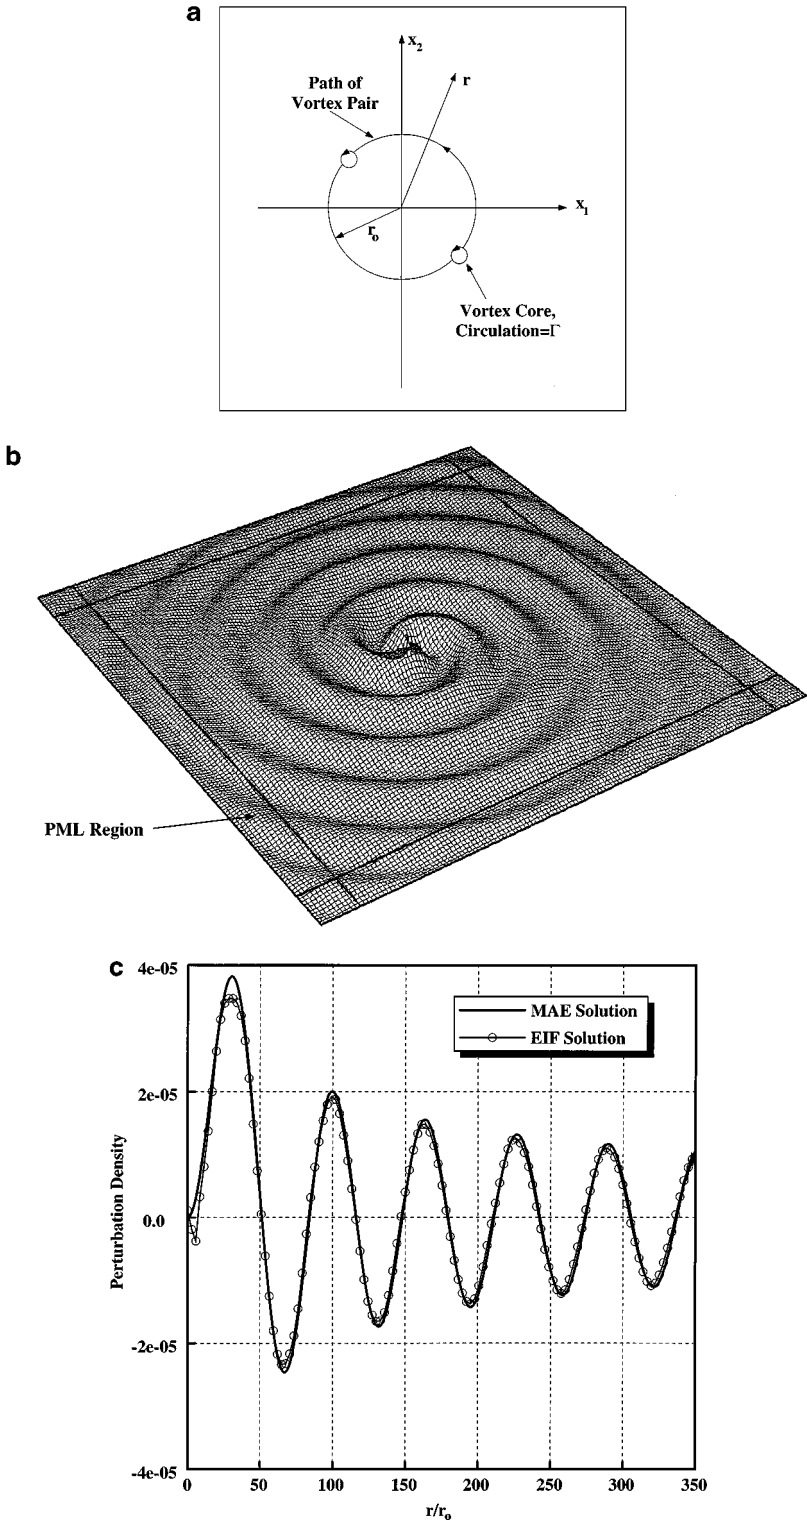 a
x2
r
Path of
Vortex Pair
x1
ro
Vortex Core,
Circulation=Γ
b
PML Region
c
4e-05
MAE Solution
EIF Solution
2e-05
Perturbation Density
0.0
-2e-05
-4e-05
0 50 100 150 200 250 300 350
r/ro